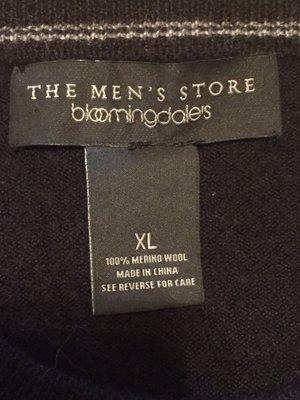 THE MEN'S STORE
bloomingdale's
XL
100% MERINO WOOL
MADE IN CHINA
SEE REVERSE FOR CARE